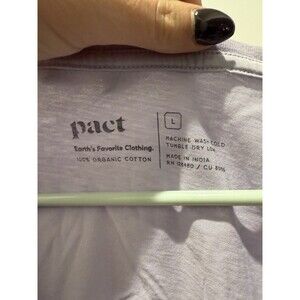 pact
Earth's Favorite Clothing.
100% ORGANIC COTTON
L
MACHINE WASH COLD
TUMBLE DRY LOW
MADE IN INDIA